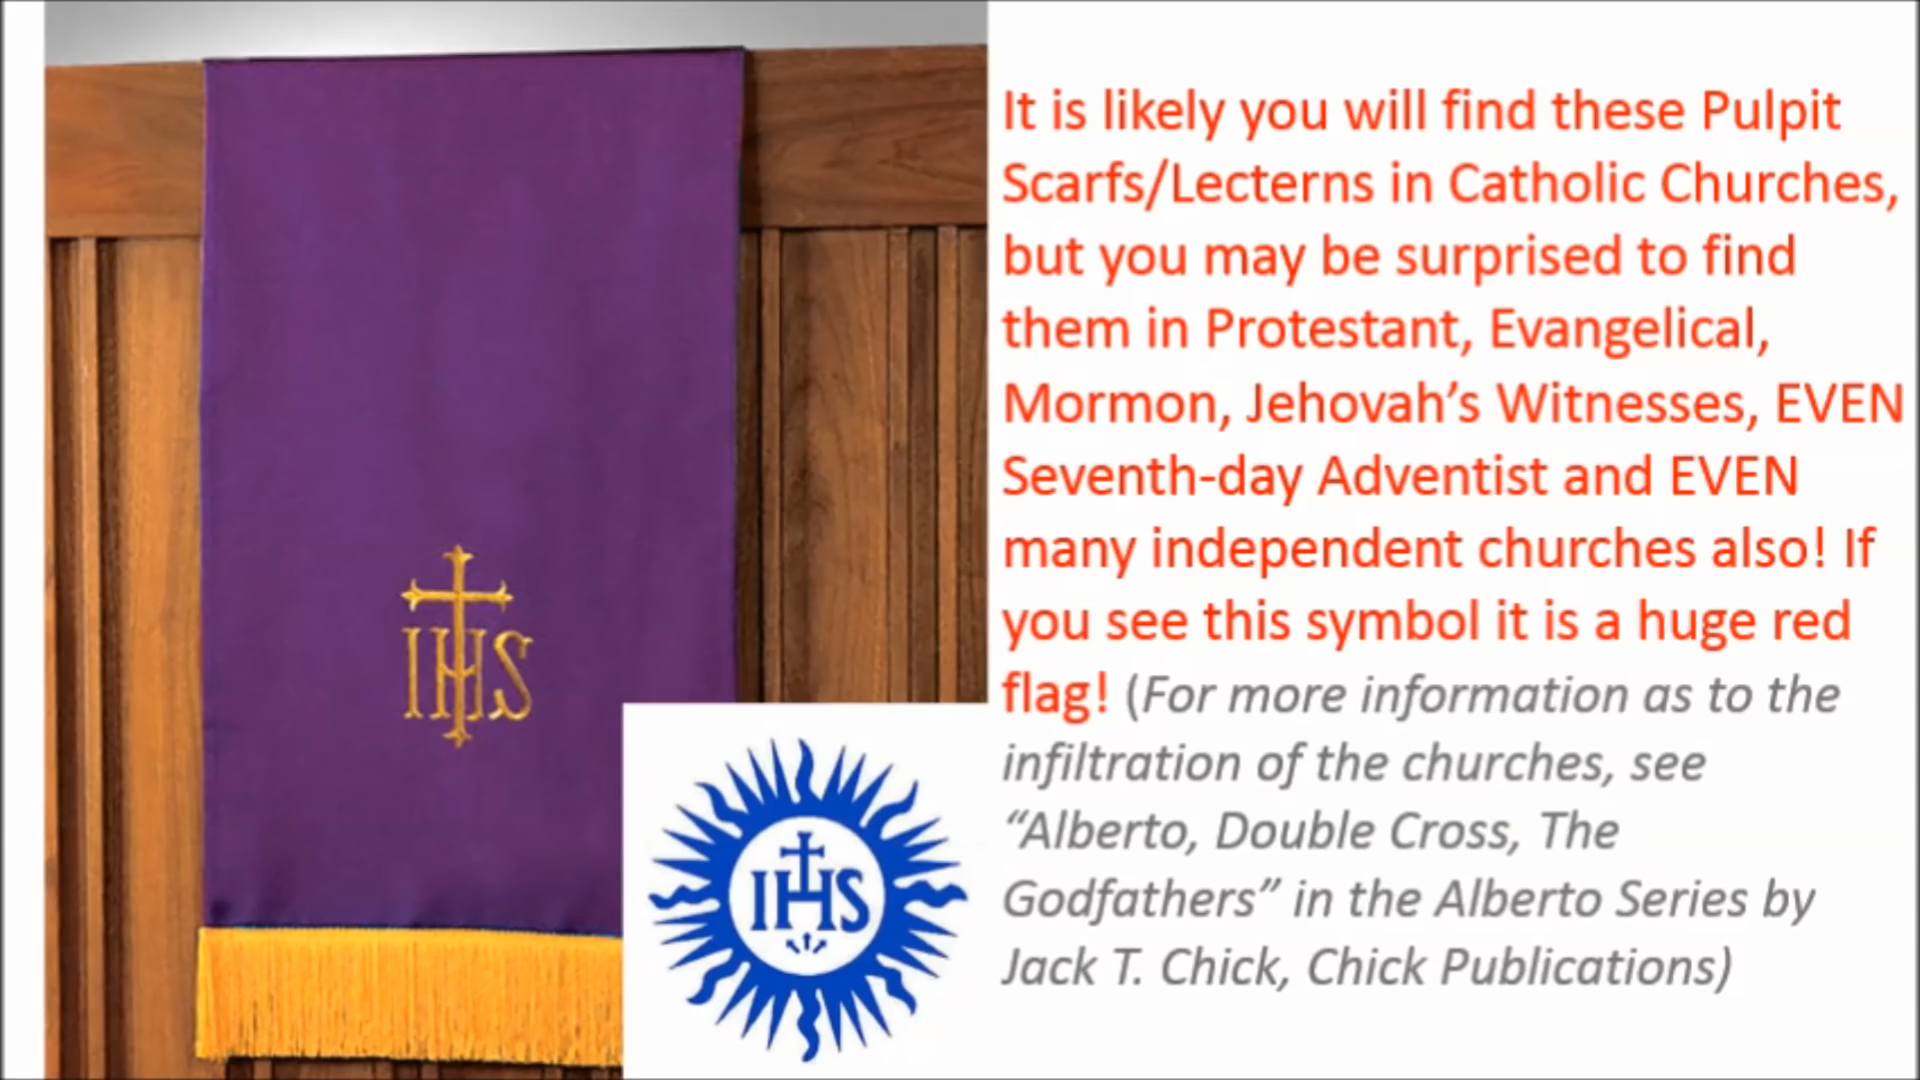 It is likely you will find these Pulpit
Scarfs/Lecterns in Catholic Churches,
but you may be surprised to find
them in Protestant, Evangelical,
Mormon, Jehovah’s Witnesses, EVEN
Seventh-day Adventist and EVEN
many independent churches also! If
you see this symbol it is a huge red
flag! (For more information as to the
infiltration of the churches, see
“Alberto, Double Cross, The
Godfathers” in the Alberto Series by
Jack T. Chick, Chick Publications)
IHS
IHS